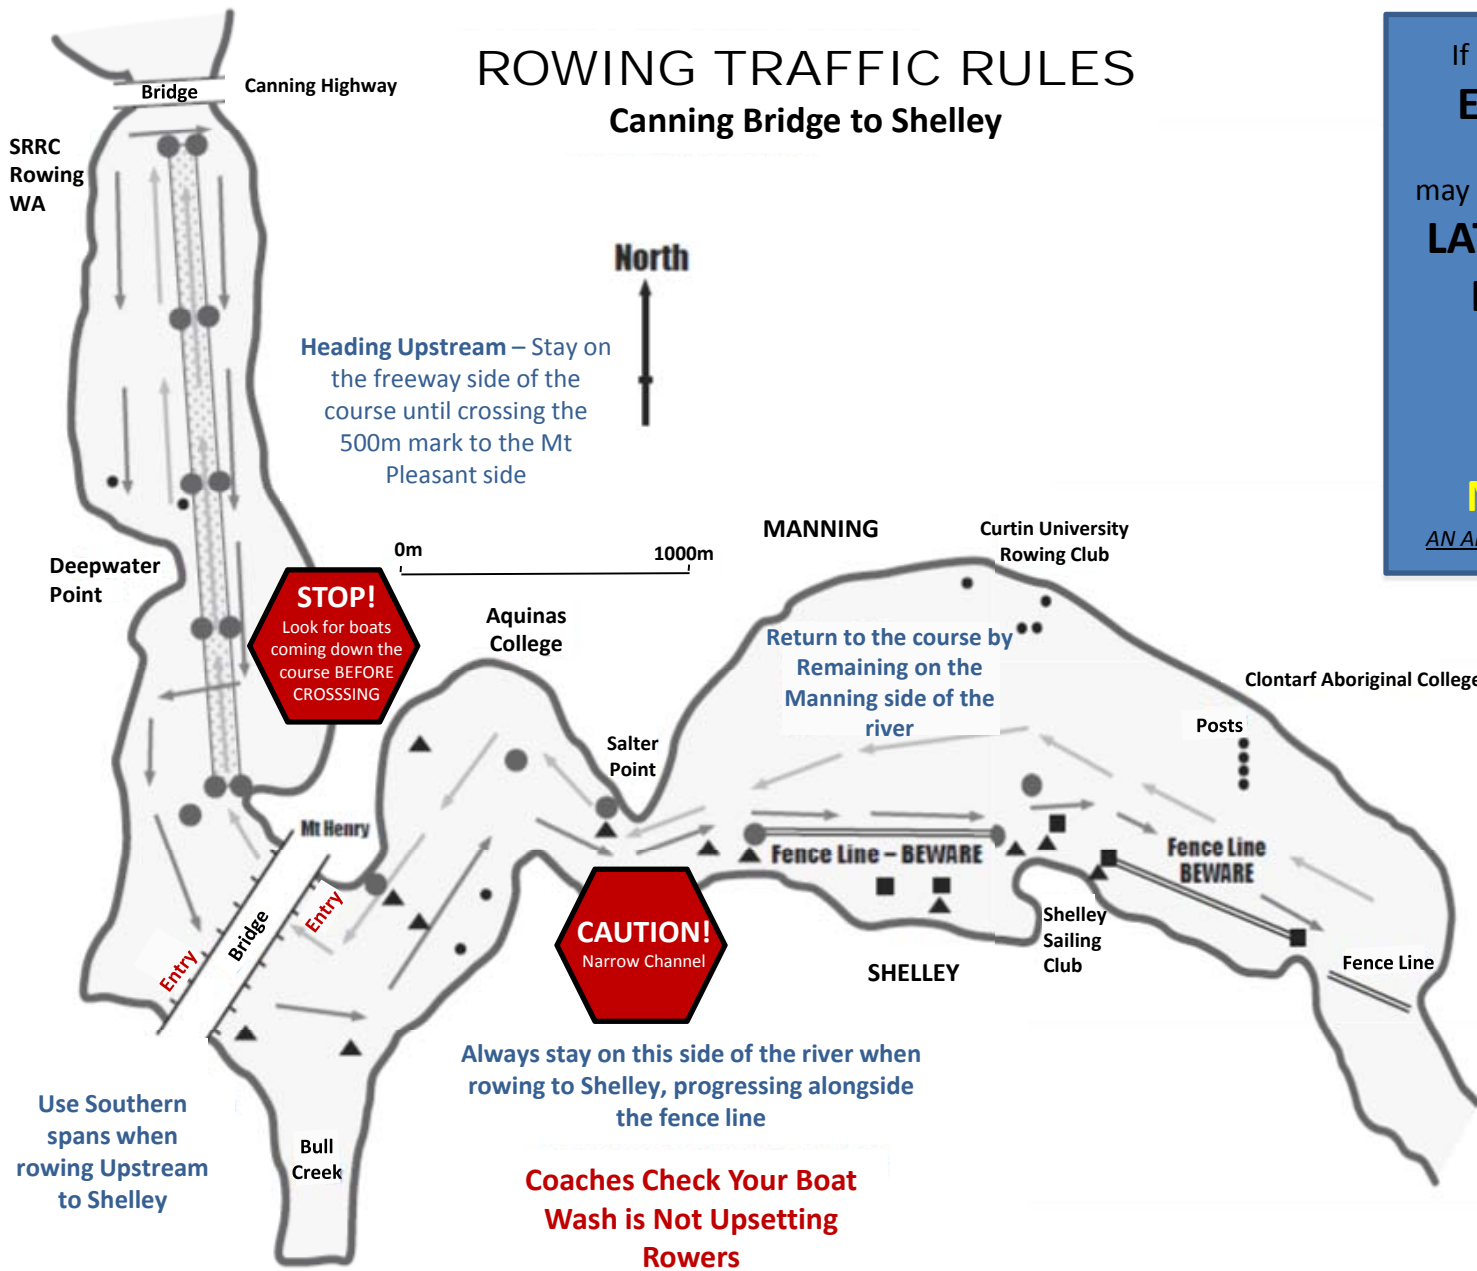 ROWING TRAFFIC RULES
Canning Bridge to Shelley
Bridge
Canning Highway
SRRC
Rowing
WA
If
may
North
Heading Upstream – Stay on
the freeway side of the
course until crossing the
500m mark to the Mt
Pleasant side
0m
1000m
MANNING
Curtin University
Rowing Club
Deepwater
Point
STOP!
Look for boats
coming down the
course BEFORE
CROSSSING
Aquinas
College
Return to the course by
Remaining on the
Manning side of the
river
Clontarf Aboriginal College
Posts
Salter
Point
Mt Henry
Fence Line – BEWARE
Fence Line
BEWARE
Entry
Bridge
Entry
CAUTION!
Narrow Channel
SHELLEY
Shelley
Sailing
Club
Fence Line
Always stay on this side of the river when
rowing to Shelley, progressing alongside
the fence line
Use Southern
spans when
rowing Upstream
to Shelley
Bull
Creek
Coaches Check Your Boat
Wash is Not Upsetting
Rowers